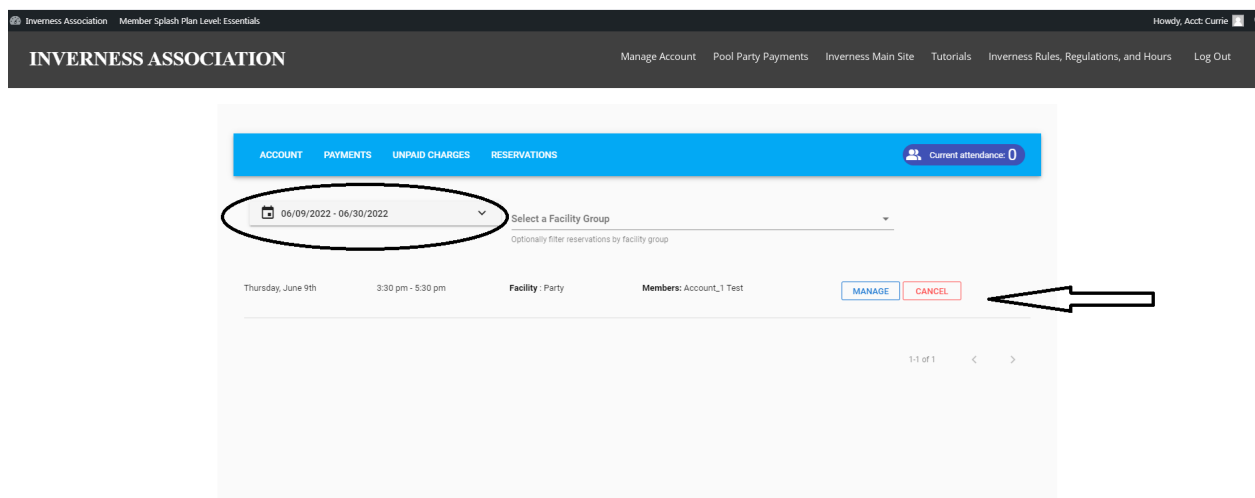 Inverness Association Member Splash Plan Level: Essentials Howdy, Acct: Currie
INVERNESS ASSOCIATION Manage Account Pool Party Payments Inverness Main Site Tutorials Inverness Rules, Regulations, and Hours Log Out
ACCOUNT PAYMENTS UNPAID CHARGES RESERVATIONS Current attendance: 0
06/09/2022 - 06/30/2022 Select a Facility Group
Optionally filter reservations by facility group
Thursday, June 9th 3:30 pm - 5:30 pm Facility : Party Members: Account_1 Test MANAGE CANCEL
1-1 of 1